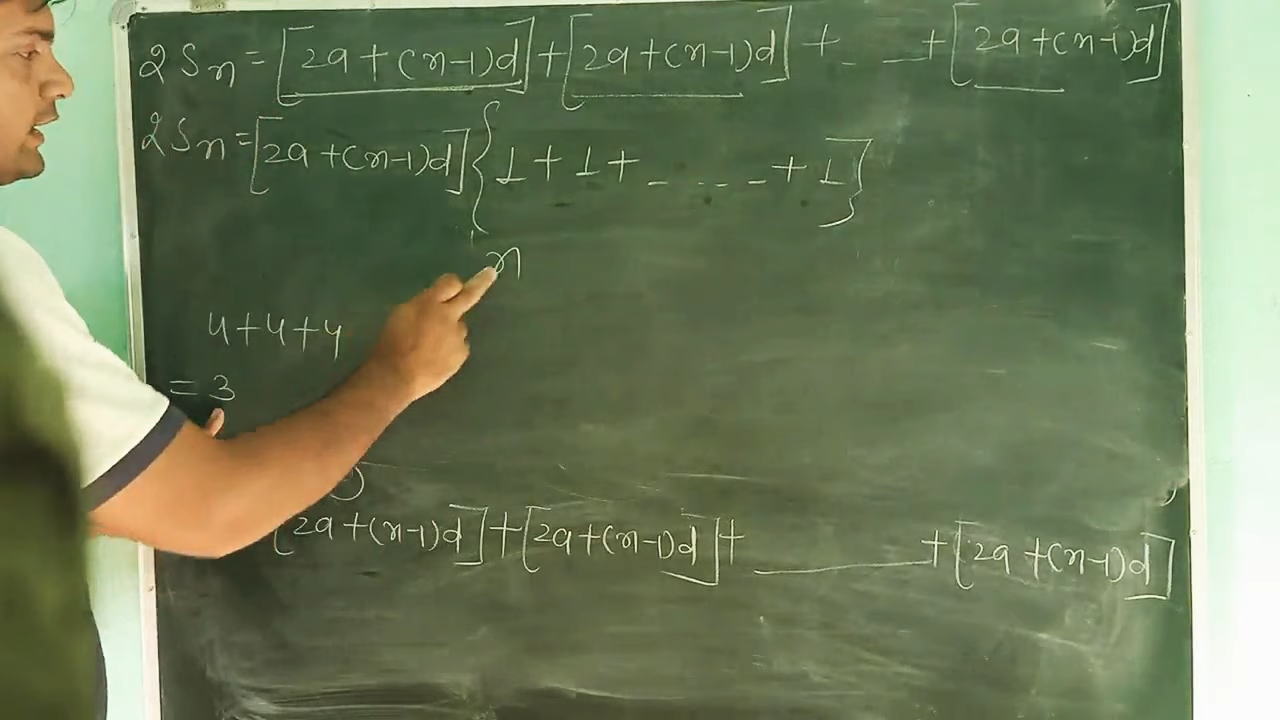 2Sn = [2a+(n-1)d] + [2a+(n-1)d] + - - + [2a+(n-1)d]
2Sn = [2a+(n-1)d] { 1 + 1 + - - - - + 1 }
n
4+4+4
= 3
[2a+(n-1)d] + [2a+(n-1)d] + ______ + [2a+(n-1)d]